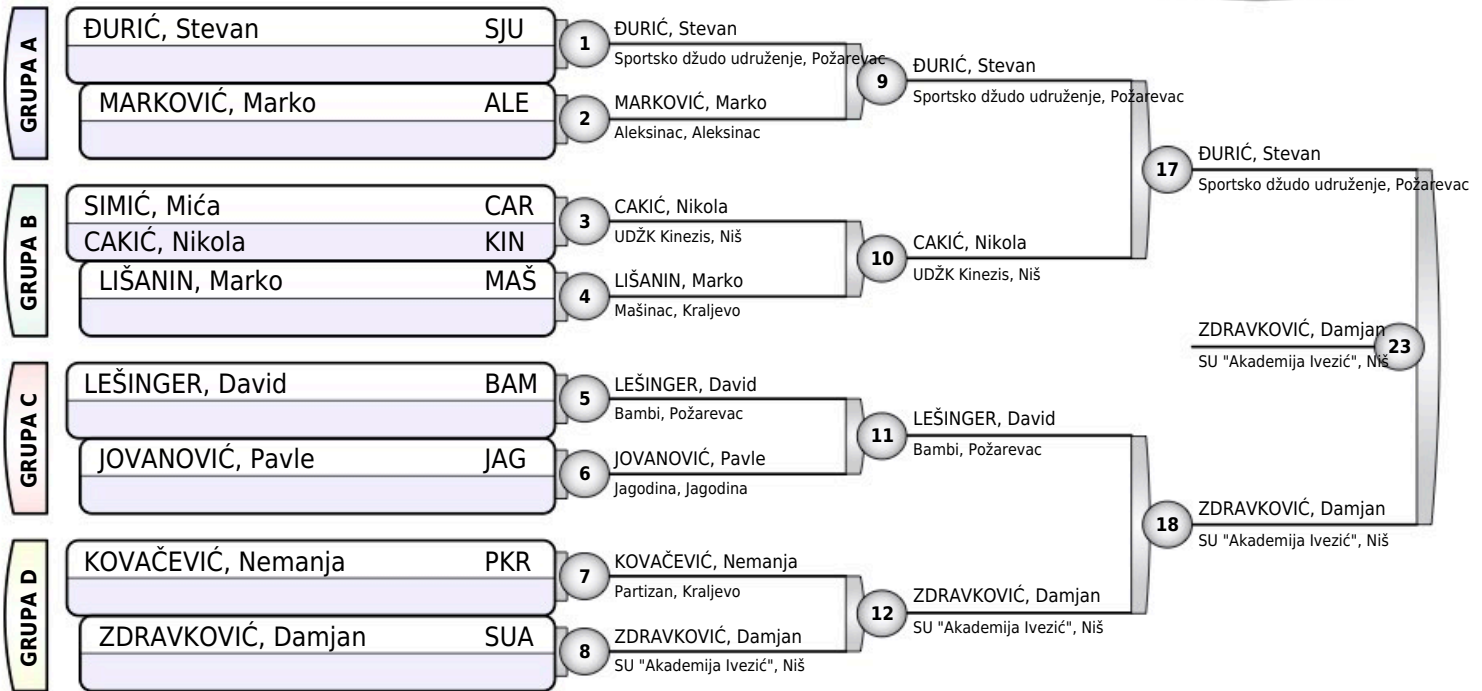 GRUPA A
ĐURIĆ, Stevan SJU
MARKOVIĆ, Marko ALE
GRUPA B
SIMIĆ, Mića CAR
CAKIĆ, Nikola KIN
LIŠANIN, Marko MAŠ
GRUPA C
LEŠINGER, David BAM
JOVANOVIĆ, Pavle JAG
GRUPA D
KOVAČEVIĆ, Nemanja PKR
ZDRAVKOVIĆ, Damjan SUA
1
ĐURIĆ, Stevan
Sportsko džudo udruženje, Požarevac
2
MARKOVIĆ, Marko
Aleksinac, Aleksinac
3
CAKIĆ, Nikola
UDŽK Kinezis, Niš
4
LIŠANIN, Marko
Mašinac, Kraljevo
5
LEŠINGER, David
Bambi, Požarevac
6
JOVANOVIĆ, Pavle
Jagodina, Jagodina
7
KOVAČEVIĆ, Nemanja
Partizan, Kraljevo
8
ZDRAVKOVIĆ, Damjan
SU "Akademija Ivezić", Niš
9
ĐURIĆ, Stevan
Sportsko džudo udruženje, Požarevac
10
CAKIĆ, Nikola
UDŽK Kinezis, Niš
11
LEŠINGER, David
Bambi, Požarevac
12
ZDRAVKOVIĆ, Damjan
SU "Akademija Ivezić", Niš
17
ĐURIĆ, Stevan
Sportsko džudo udruženje, Požarevac
18
ZDRAVKOVIĆ, Damjan
SU "Akademija Ivezić", Niš
ZDRAVKOVIĆ, Damjan
SU "Akademija Ivezić", Niš
23